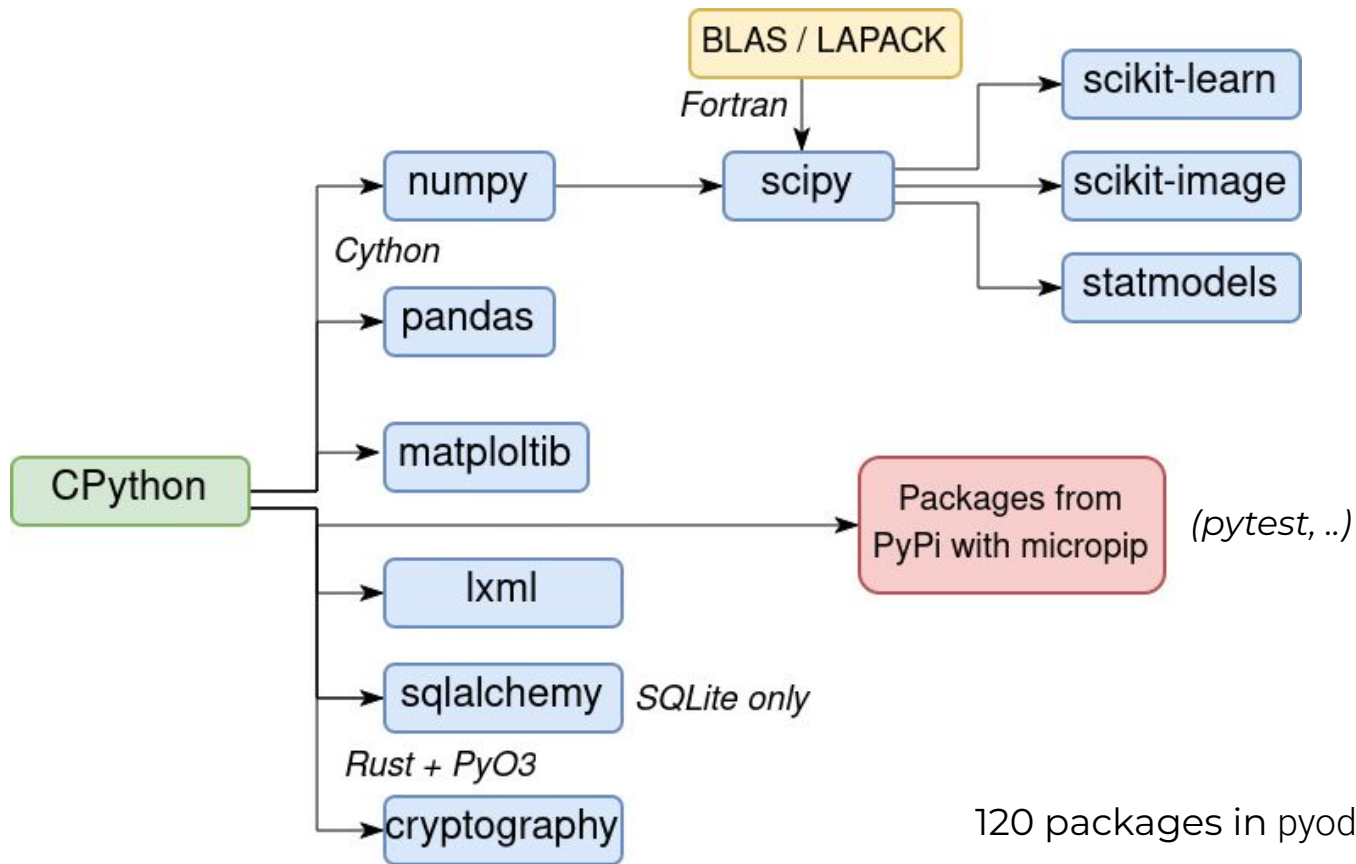 BLAS / LAPACK
Fortran
scikit-learn
numpy
scipy
scikit-image
Cython
statmodels
pandas
matploltib
CPython
Packages from
PyPi with micropip
(pytest, ..)
lxml
sqlalchemy
SQLite only
Rust + PyO3
cryptography
120 packages in pyod